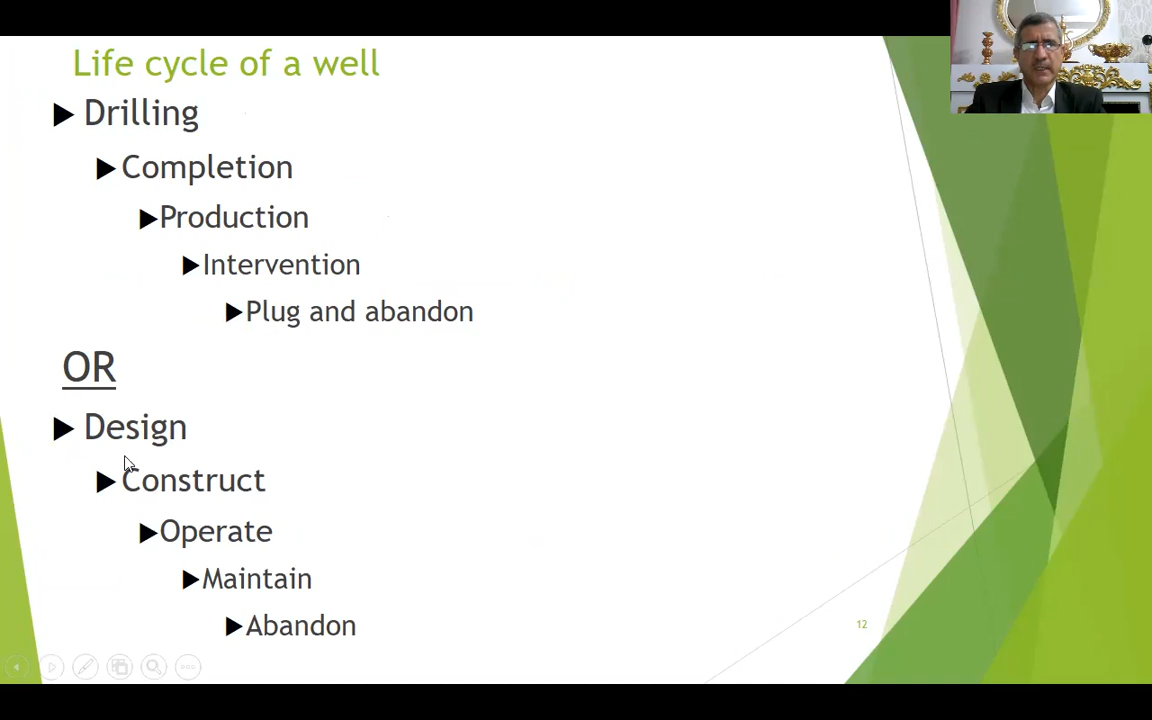 Life cycle of a well
Drilling
Completion
Production
Intervention
Plug and abandon
OR
Design
Construct
Operate
Maintain
Abandon
12